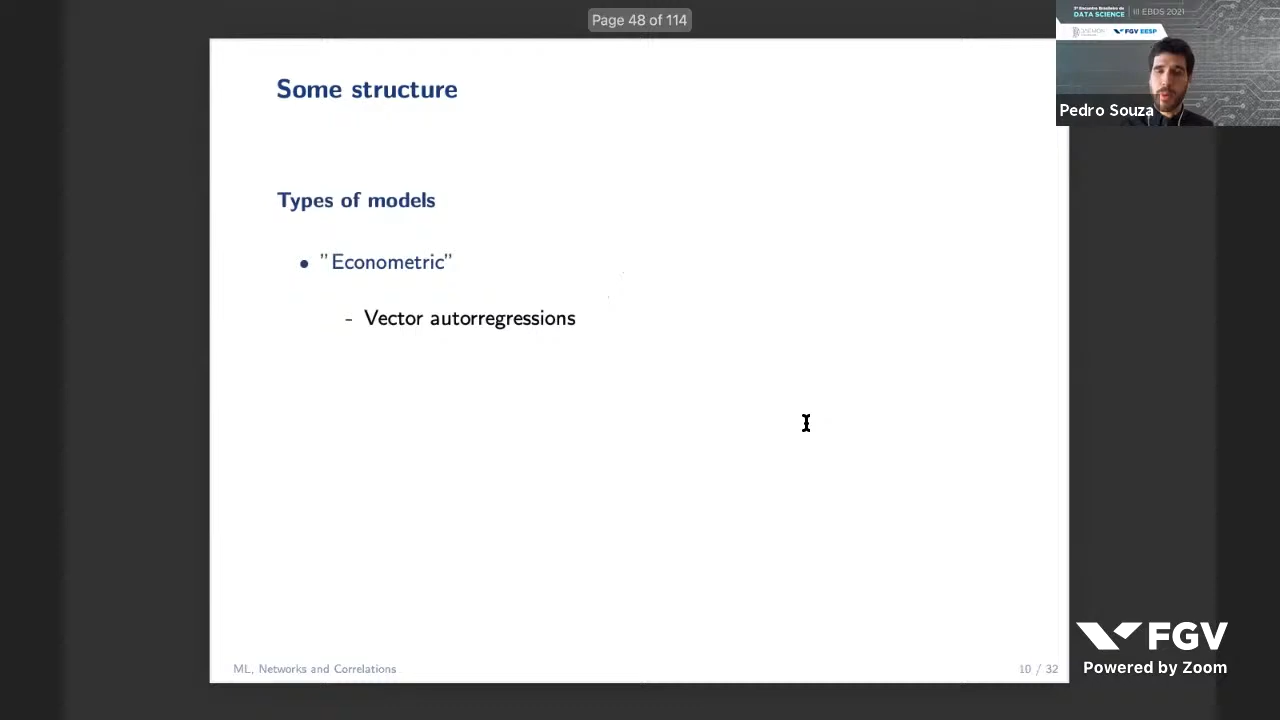 Page 48 of 114
DATA SCIENCE | III EBDS 2021
FGV EESP
Pedro Souza
Some structure
Types of models
• ”Econometric”
- Vector autorregressions
ML, Networks and Correlations
10 / 32
FGV
Powered by Zoom